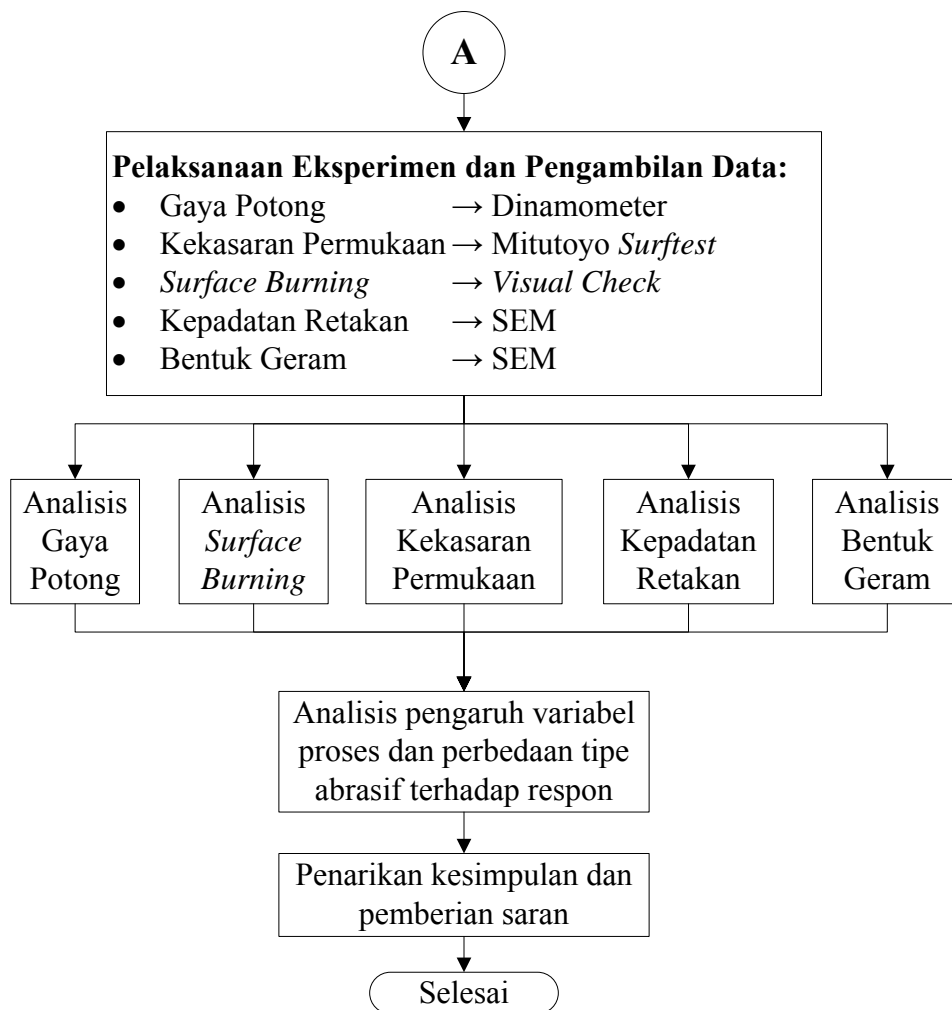 A
Pelaksanaan Eksperimen dan Pengambilan Data:
• Gaya Potong → Dinamometer
• Kekasaran Permukaan → Mitutoyo Surftest
• Surface Burning → Visual Check
• Kepadatan Retakan → SEM
• Bentuk Geram → SEM
Analisis
Gaya
Potong
Analisis
Surface
Burning
Analisis
Kekasaran
Permukaan
Analisis
Kepadatan
Retakan
Analisis
Bentuk
Geram
Analisis pengaruh variabel
proses dan perbedaan tipe
abrasif terhadap respon
Penarikan kesimpulan dan
pemberian saran
Selesai